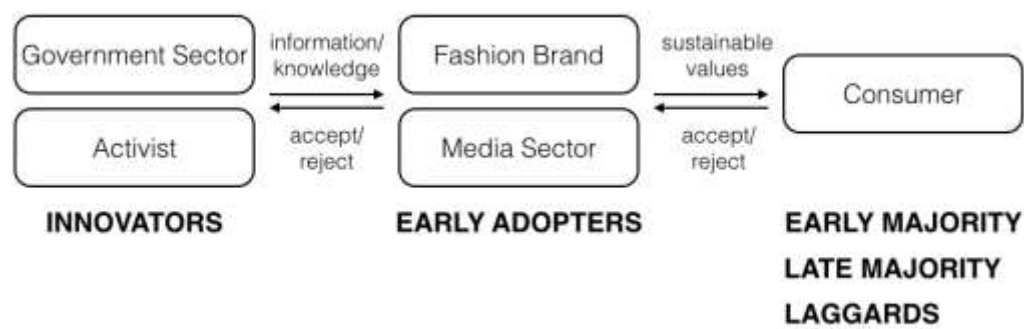 Government Sector
Activist
INNOVATORS
information/
knowledge
accept/
reject
Fashion Brand
Media Sector
EARLY ADOPTERS
sustainable
values
accept/
reject
Consumer
EARLY MAJORITY
LATE MAJORITY
LAGGARDS